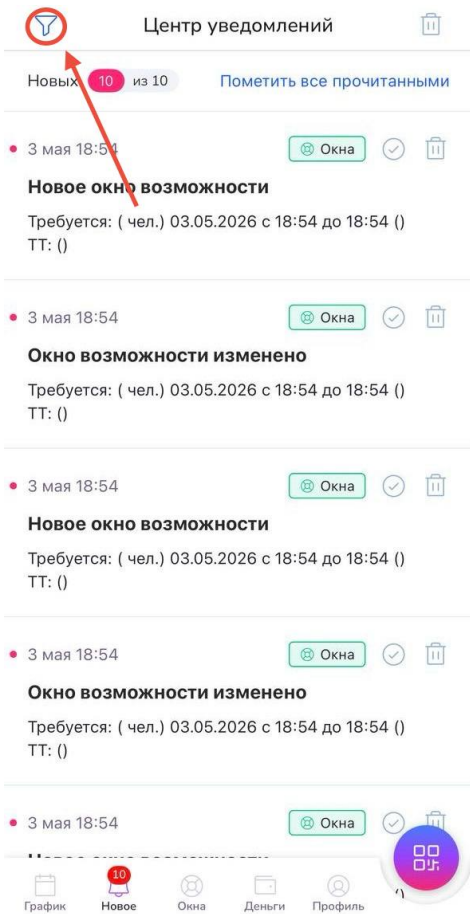 Центр уведомлений
Новых 10 из 10 Пометить все прочитанными
3 мая 18:54 Окна
Новое окно возможности
Требуется: ( чел.) 03.05.2026 с 18:54 до 18:54 ()
ТТ: ()
3 мая 18:54 Окна
Окно возможности изменено
Требуется: ( чел.) 03.05.2026 с 18:54 до 18:54 ()
ТТ: ()
3 мая 18:54 Окна
Новое окно возможности
Требуется: ( чел.) 03.05.2026 с 18:54 до 18:54 ()
ТТ: ()
3 мая 18:54 Окна
Окно возможности изменено
Требуется: ( чел.) 03.05.2026 с 18:54 до 18:54 ()
ТТ: ()
3 мая 18:54 Окна
10
График Новое Окна Деньги Профиль